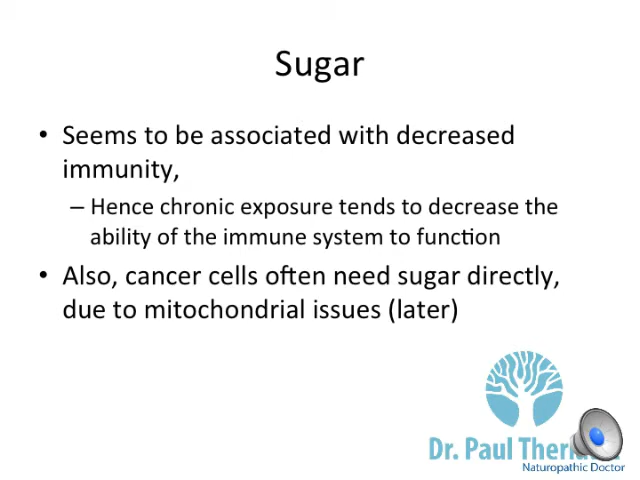 Sugar
• Seems to be associated with decreased
immunity,
– Hence chronic exposure tends to decrease the
ability of the immune system to function
• Also, cancer cells often need sugar directly,
due to mitochondrial issues (later)
Dr. Paul
Naturopathic Doctor